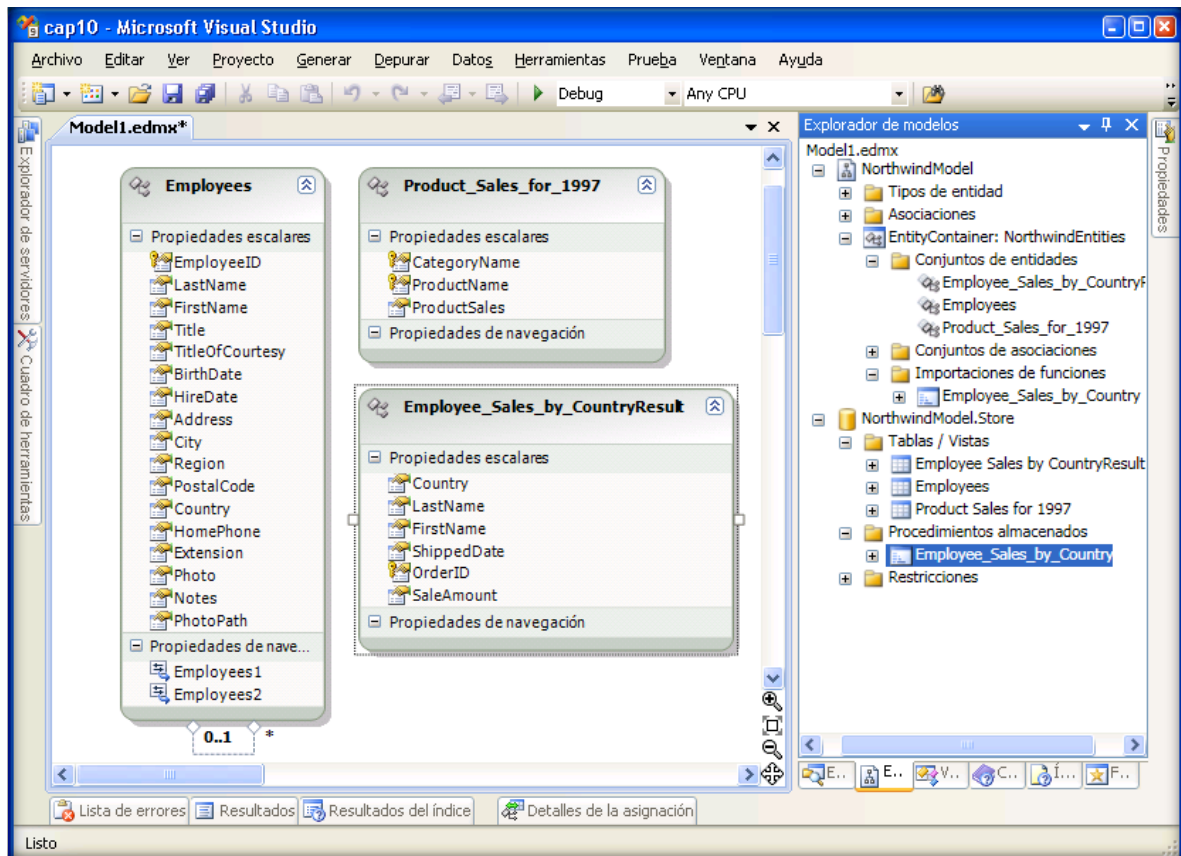 cap10 - Microsoft Visual Studio
Archivo Editar Ver Proyecto Generar Depurar Datos Herramientas Prueba Ventana Ayuda
Debug Any CPU
Explorador de servidores
Cuadro de herramientas
Model1.edmx*
Employees
Propiedades escalares
EmployeeID
LastName
FirstName
Title
TitleOfCourtesy
BirthDate
HireDate
Address
City
Region
PostalCode
Country
HomePhone
Extension
Photo
Notes
PhotoPath
Propiedades de nave...
Employees1
Employees2
0..1 *
Product_Sales_for_1997
Propiedades escalares
CategoryName
ProductName
ProductSales
Propiedades de navegación
Employee_Sales_by_CountryResult
Propiedades escalares
Country
LastName
FirstName
ShippedDate
OrderID
SaleAmount
Propiedades de navegación
Explorador de modelos
Model1.edmx
NorthwindModel
Tipos de entidad
Asociaciones
EntityContainer: NorthwindEntities
Conjuntos de entidades
Employee_Sales_by_CountryR
Employees
Product_Sales_for_1997
Conjuntos de asociaciones
Importaciones de funciones
Employee_Sales_by_Country
NorthwindModel.Store
Tablas / Vistas
Employee Sales by CountryResult
Employees
Product Sales for 1997
Procedimientos almacenados
Employee_Sales_by_Country
Restricciones
E.. E.. V.. C.. Í... F..
Propiedades
Lista de errores Resultados Resultados del índice Detalles de la asignación
Listo